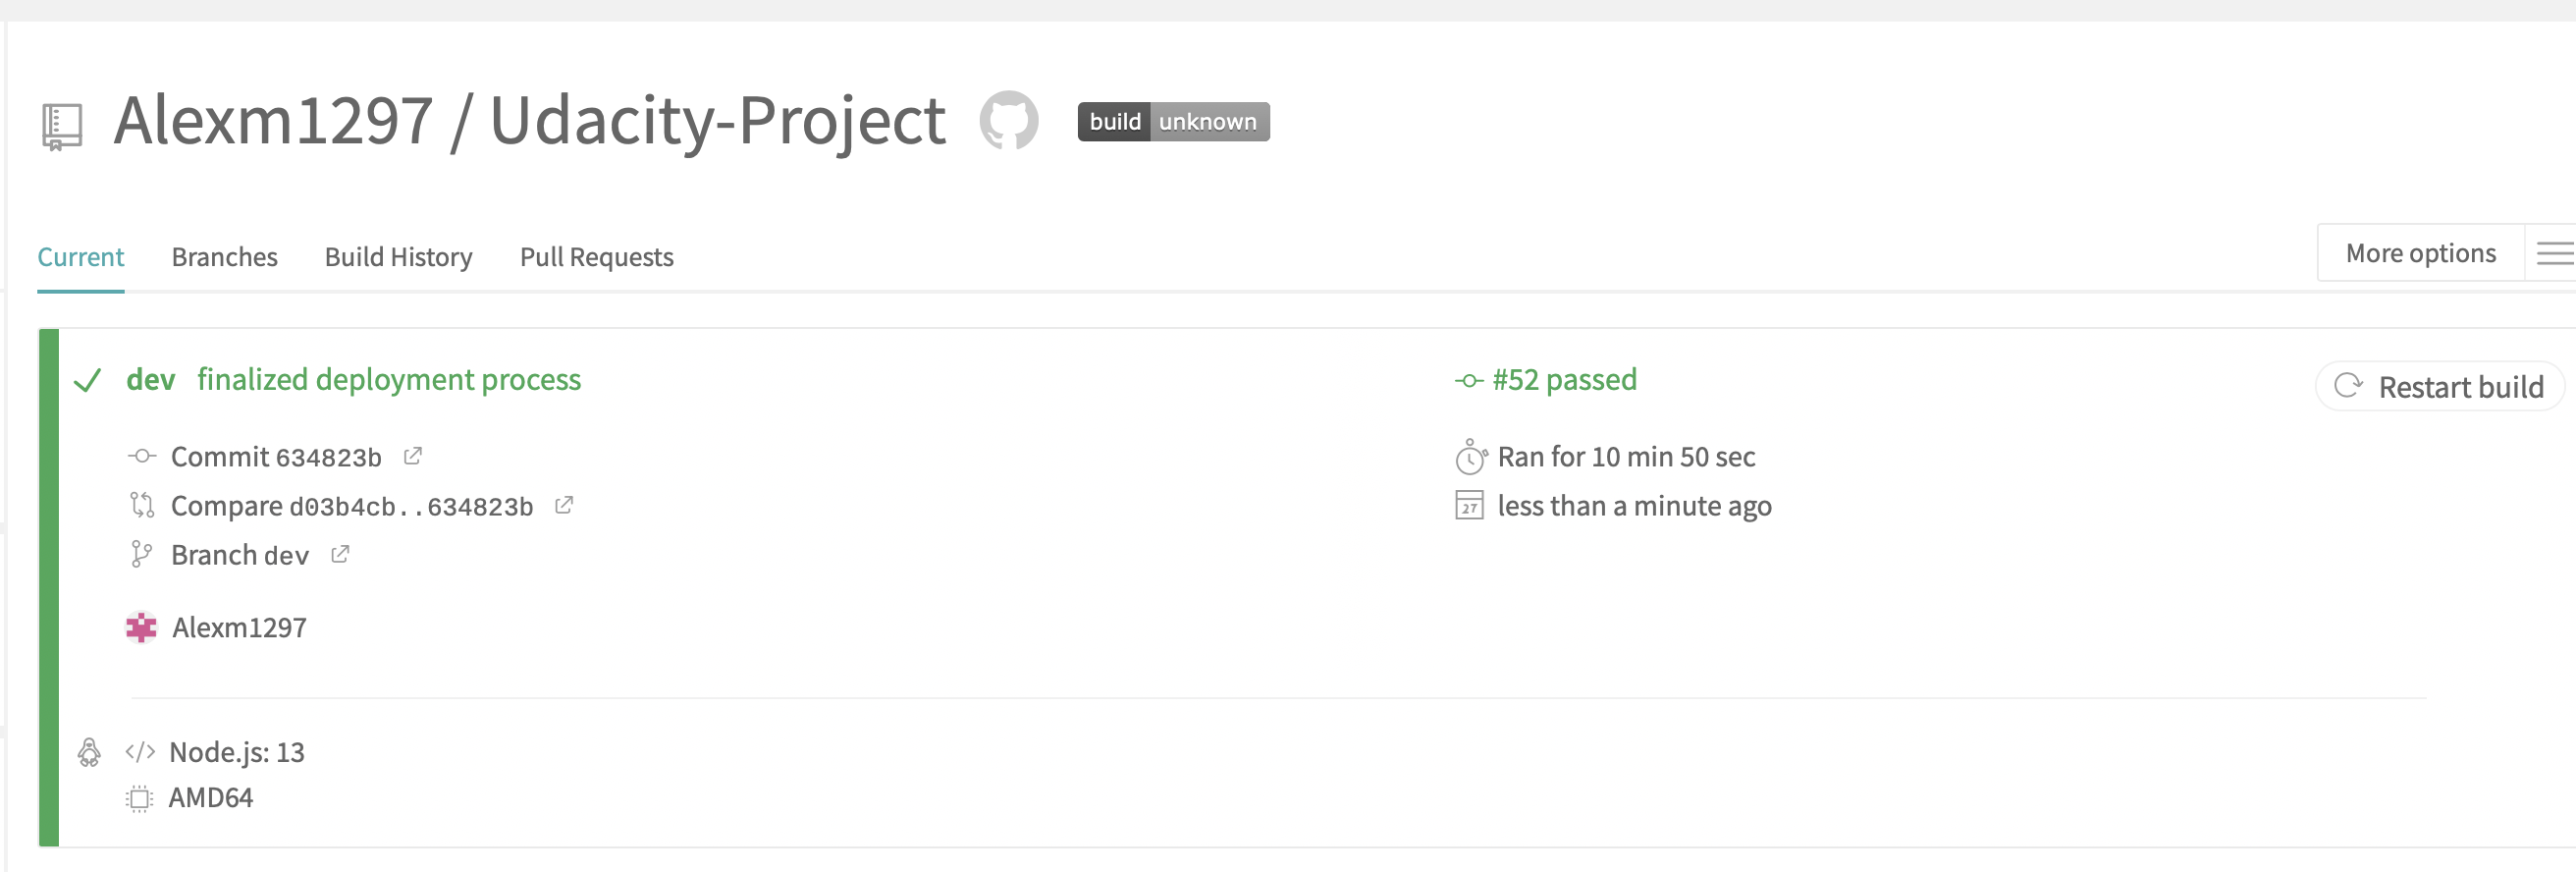 Alexm1297 / Udacity-Project build unknown
Current Branches Build History Pull Requests More options
dev finalized deployment process
Commit 634823b
Compare d03b4cb..634823b
Branch dev
Alexm1297
#52 passed
Ran for 10 min 50 sec
27 less than a minute ago
Restart build
</> Node.js: 13
AMD64